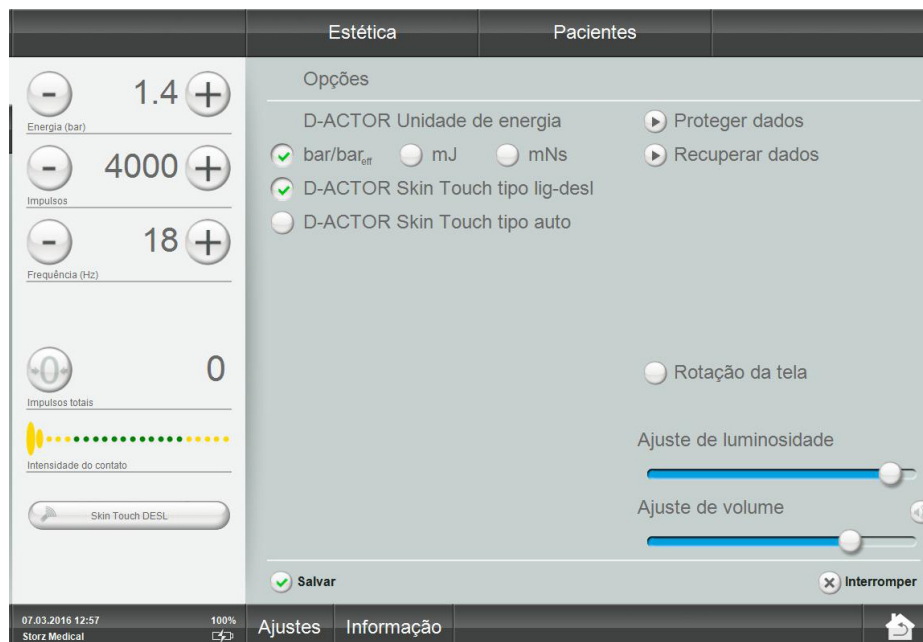 Estética
Pacientes
- 1.4 +
Energia (bar)
- 4000 +
Impulsos
- 18 +
Frequência (Hz)
0 0
Impulsos totais
Intensidade do contato
Skin Touch DESL
Opções
D-ACTOR Unidade de energia
bar/bar eff mJ mNs
D-ACTOR Skin Touch tipo lig-desl
D-ACTOR Skin Touch tipo auto
Proteger dados
Recuperar dados
Rotação da tela
Ajuste de luminosidade
Ajuste de volume
Salvar
Interromper
07.03.2016 12:57 100%
Storz Medical
Ajustes
Informação